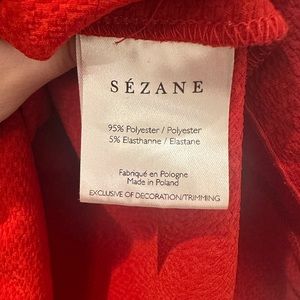 SÉZANE
95% Polyester / Polyester
5% Elasthanne / Elastane
Fabriqué en Pologne
Made in Poland
EXCLUSIVE OF DECORATION/TRIMMING